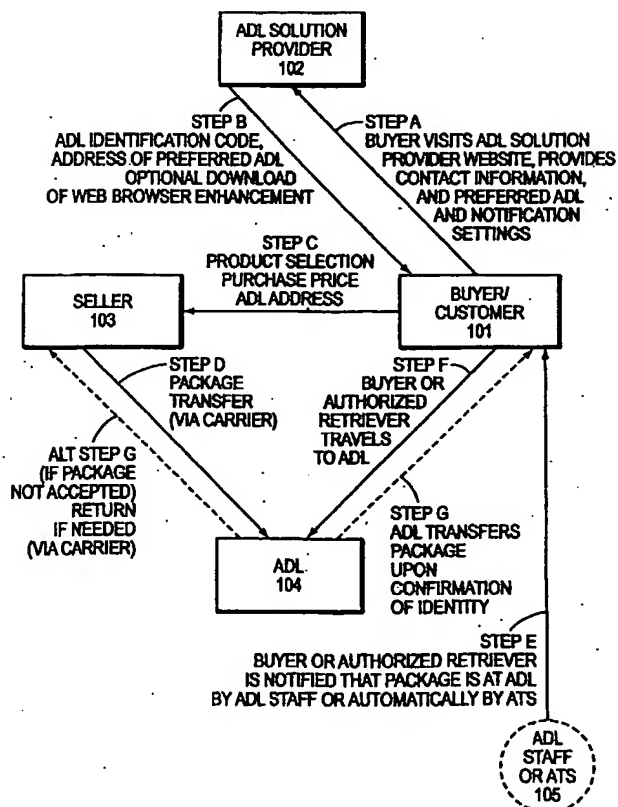 ADL SOLUTION
PROVIDER
102
STEP B
ADL IDENTIFICATION CODE,
ADDRESS OF PREFERRED ADL
OPTIONAL DOWNLOAD
OF WEB BROWSER ENHANCEMENT
STEP A
BUYER VISITS ADL SOLUTION
PROVIDER WEBSITE, PROVIDES
CONTACT INFORMATION,
AND PREFERRED ADL
AND NOTIFICATION
SETTINGS
STEP C
PRODUCT SELECTION
PURCHASE PRICE
ADL ADDRESS
SELLER
103
BUYER/
CUSTOMER
101
STEP D
PACKAGE
TRANSFER
(VIA CARRIER)
STEP F
BUYER OR
AUTHORIZED
RETRIEVER
TRAVELS
TO ADL
ALT STEP G
(IF PACKAGE
NOT ACCEPTED)
RETURN
IF NEEDED
(VIA CARRIER)
STEP G
ADL TRANSFERS
PACKAGE
UPON
CONFIRMATION
OF IDENTITY
ADL
104
STEP E
BUYER OR AUTHORIZED RETRIEVER
IS NOTIFIED THAT PACKAGE IS AT ADL
BY ADL STAFF OR AUTOMATICALLY BY ATS
ADL
STAFF
OR ATS
105